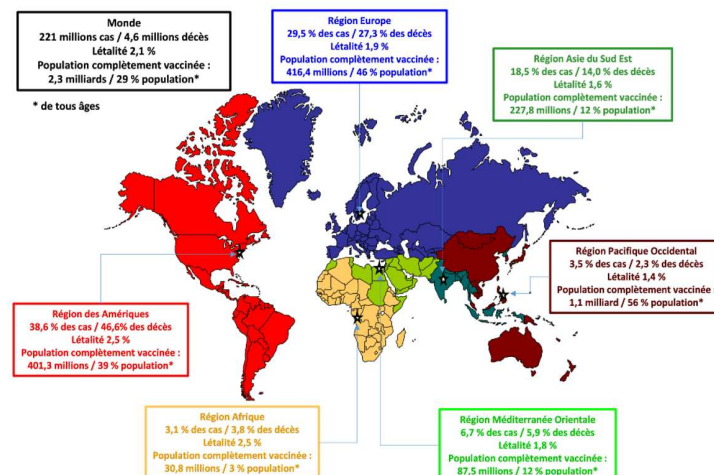 Monde
221 millions cas / 4,6 millions décès
Létalité 2,1 %
Population complètement vaccinée :
2,3 milliards / 29 % population*
* de tous âges
Région Europe
29,5 % des cas / 27,3 % des décès
Létalité 1,9 %
Population complètement vaccinée :
416,4 millions / 46 % population*
Région Asie du Sud Est
18,5 % des cas / 14,0 % des décès
Létalité 1,6 %
Population complètement vaccinée :
227,8 millions / 12 % population*
Région Pacifique Occidental
3,5 % des cas / 2,3 % des décès
Létalité 1,4 %
Population complètement vaccinée :
1,1 milliard / 56 % population*
Région des Amériques
38,6 % des cas / 46,6% des décès
Létalité 2,5 %
Population complètement vaccinée :
401,3 millions / 39 % population*
Région Afrique
3,1 % des cas / 3,8 % des décès
Létalité 2,5 %
Population complètement vaccinée :
30,8 millions / 3 % population*
Région Méditerranée Orientale
6,7 % des cas / 5,9 % des décès
Létalité 1,8 %
Population complètement vaccinée :
87,5 millions / 12 % population*